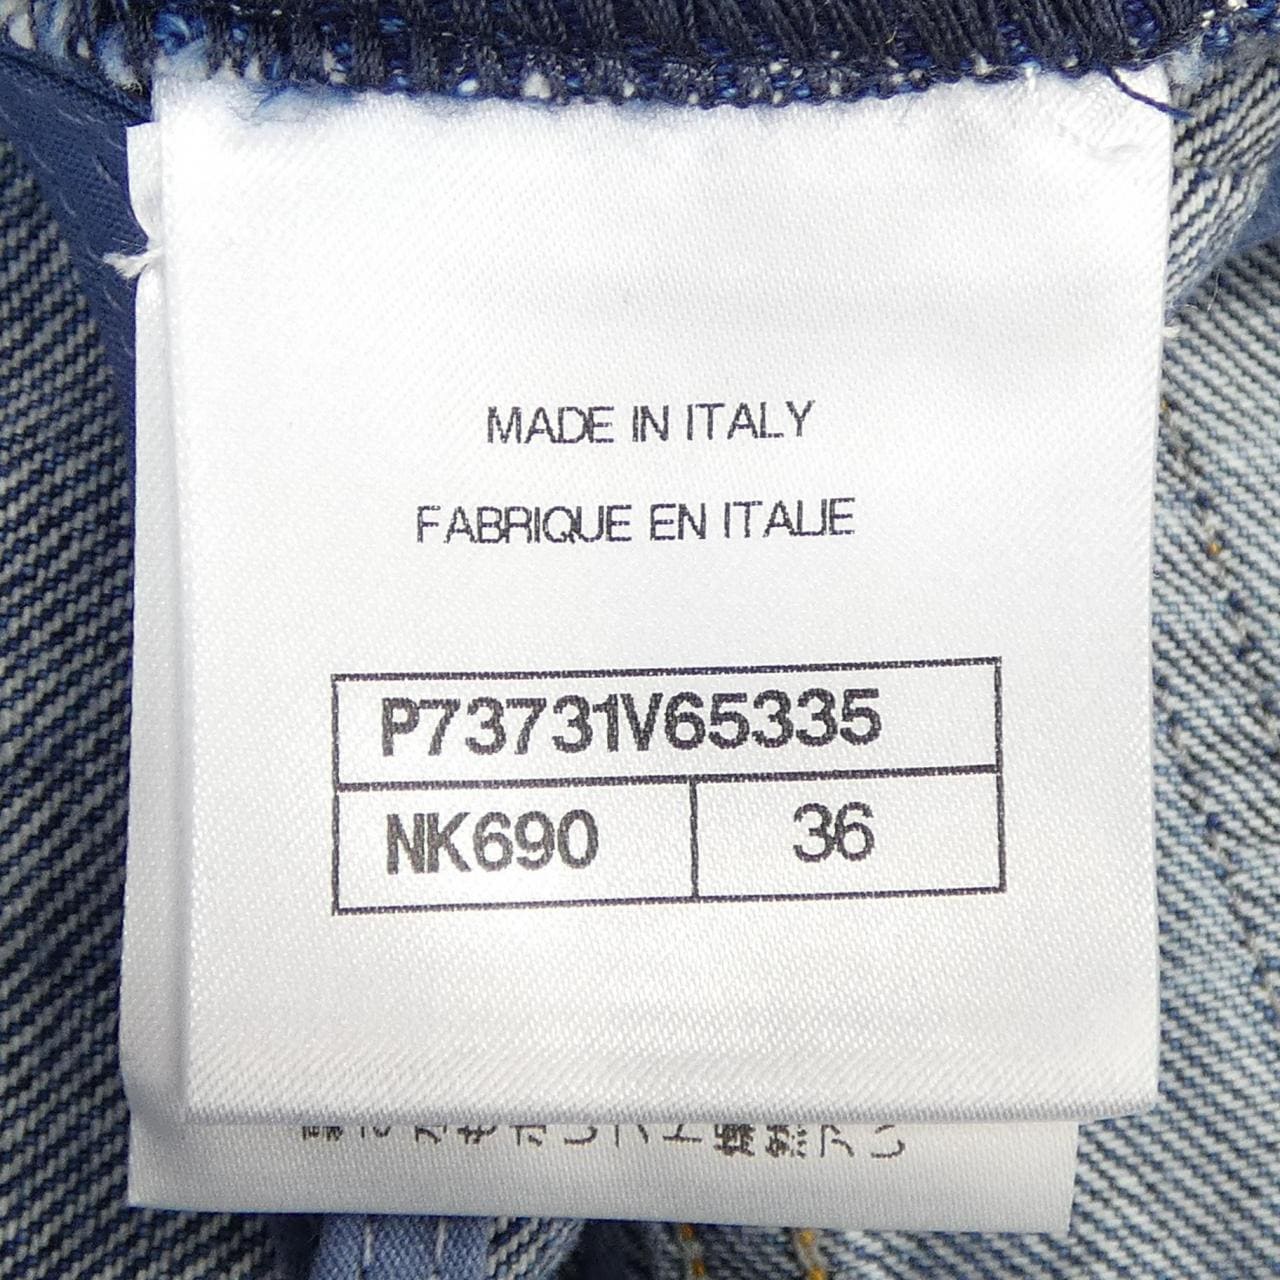 MADE IN ITALY
FABRIQUE EN ITALIE
P73731V65335
NK690 36